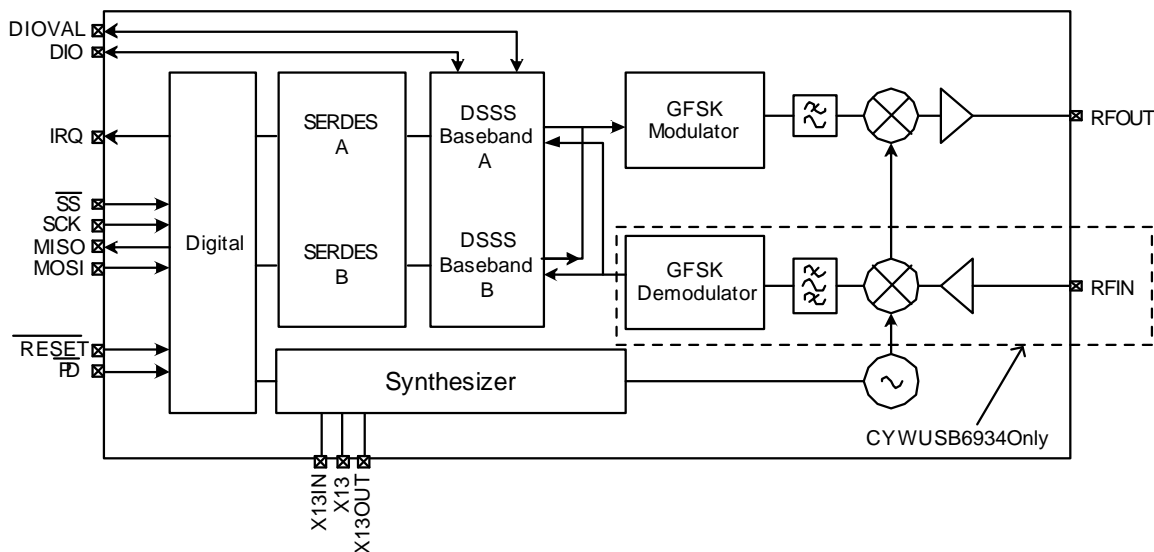 DIOVAL
DIO
IRQ
SS
SCK
MISO
MOSI
RESET
PD
Digital
SERDES
A
SERDES
B
DSSS
Baseband
A
DSSS
Baseband
B
GFSK
Modulator
GFSK
Demodulator
Synthesizer
RFOUT
RFIN
CYWUSB6934Only
X13IN
X13
X13OUT